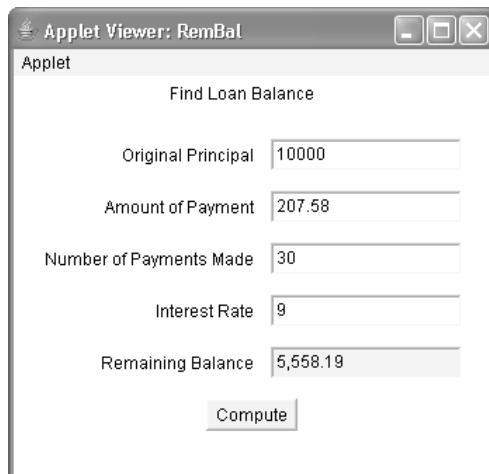 Applet Viewer: RemBal
Applet
Find Loan Balance
Original Principal 10000
Amount of Payment 207.58
Number of Payments Made 30
Interest Rate 9
Remaining Balance 5,558.19
Compute